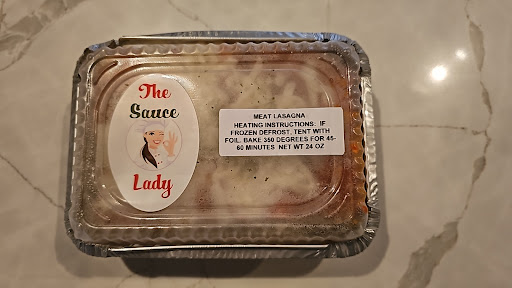 The
Sauce
Lady
MEAT LASAGNA
HEATING INSTRUCTIONS: IF
FROZEN DEFROST, TENT WITH
FOIL. BAKE 350 DEGREES FOR 45-
60 MINUTES NET WT 24 OZ